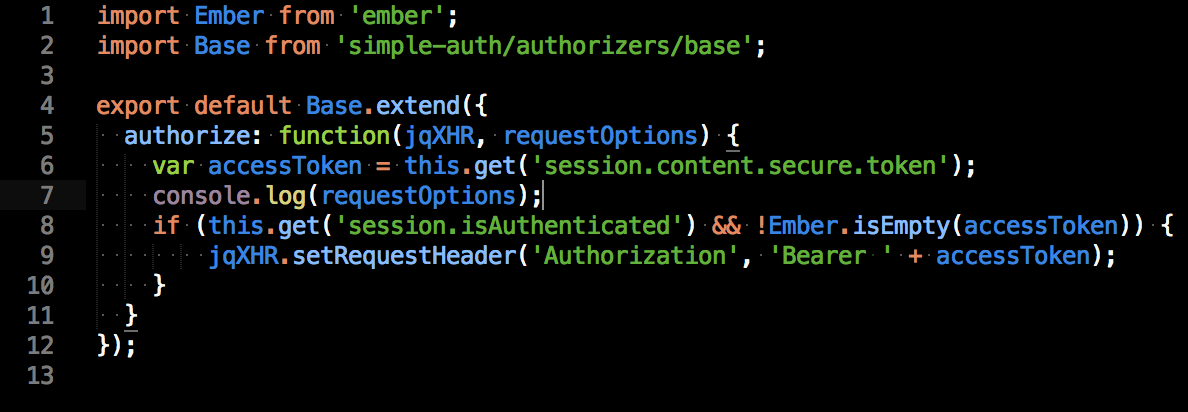 1 import Ember from 'ember';
2 import Base from 'simple-auth/authorizers/base';
3
4 export default Base.extend({
5   authorize: function(jqXHR, requestOptions) {
6     var accessToken = this.get('session.content.secure.token');
7     console.log(requestOptions);
8     if (this.get('session.isAuthenticated') && !Ember.isEmpty(accessToken)) {
9         jqXHR.setRequestHeader('Authorization', 'Bearer ' + accessToken);
10     }
11   }
12 });
13